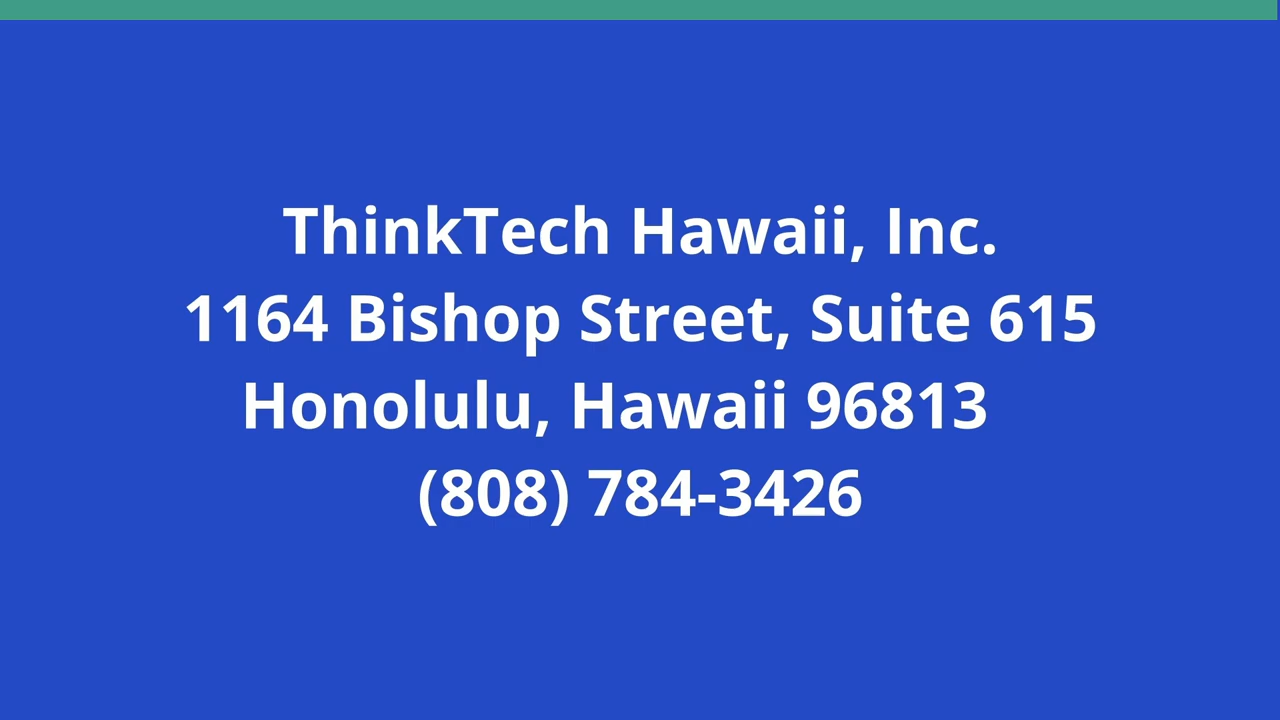 ThinkTech Hawaii, Inc.
1164 Bishop Street, Suite 615
Honolulu, Hawaii 96813
(808) 784-3426